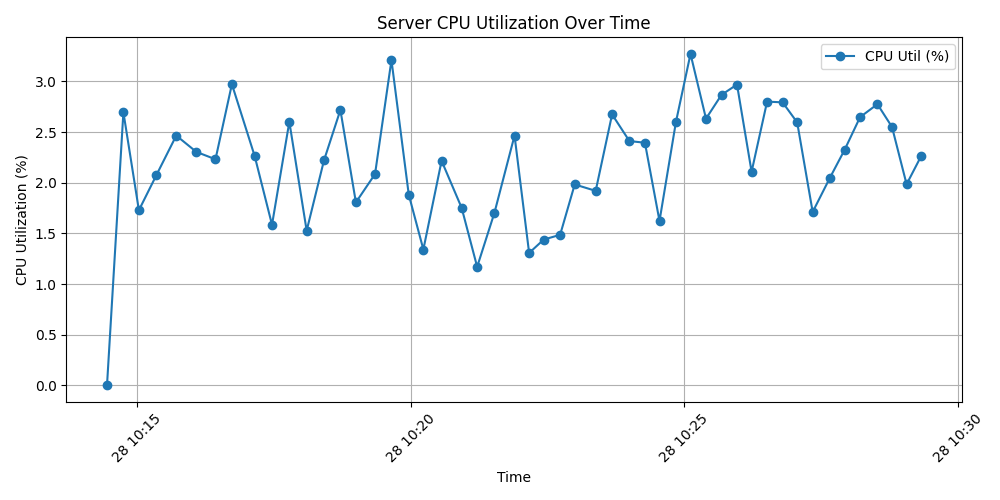 Server CPU Utilization Over Time
CPU Util (%)
CPU Utilization (%)
3.0
2.5
2.0
1.5
1.0
0.5
0.0
28 10:15
28 10:20
28 10:25
28 10:30
Time